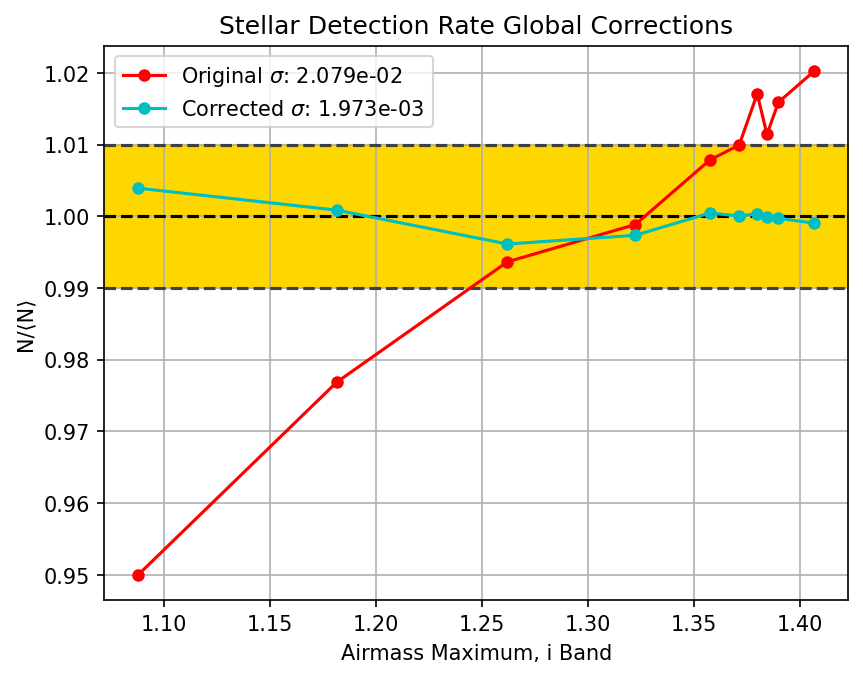 Stellar Detection Rate Global Corrections
Original σ: 2.079e-02
Corrected σ: 1.973e-03
1.02
1.01
1.00
0.99
0.98
0.97
0.96
0.95
N/⟨N⟩
1.10 1.15 1.20 1.25 1.30 1.35 1.40
Airmass Maximum, i Band